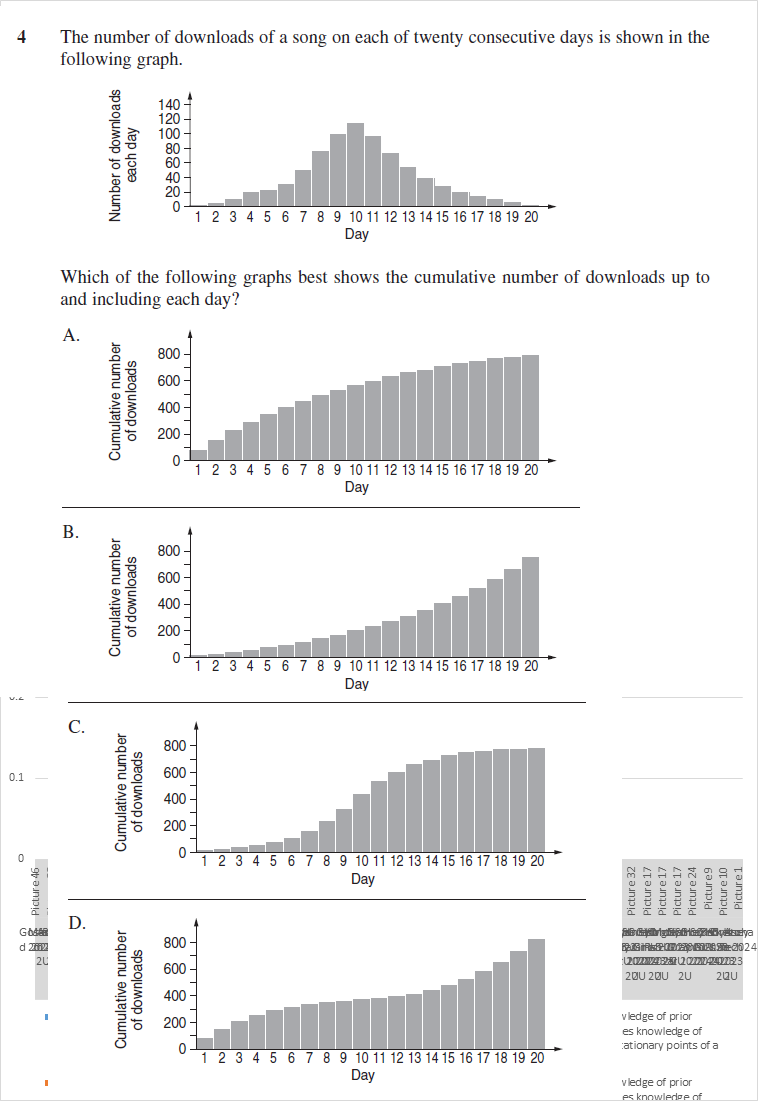 4 The number of downloads of a song on each of twenty consecutive days is shown in the
following graph.
Number of downloads
each day
140
120
100
80
60
40
20
0
1 2 3 4 5 6 7 8 9 10 11 12 13 14 15 16 17 18 19 20
Day
Which of the following graphs best shows the cumulative number of downloads up to
and including each day?
A.
Cumulative number
of downloads
800
600
400
200
0
1 2 3 4 5 6 7 8 9 10 11 12 13 14 15 16 17 18 19 20
Day
B.
Cumulative number
of downloads
800
600
400
200
0
1 2 3 4 5 6 7 8 9 10 11 12 13 14 15 16 17 18 19 20
Day
C.
Cumulative number
of downloads
800
600
400
200
0
1 2 3 4 5 6 7 8 9 10 11 12 13 14 15 16 17 18 19 20
Day
D.
Cumulative number
of downloads
800
600
400
200
0
1 2 3 4 5 6 7 8 9 10 11 12 13 14 15 16 17 18 19 20
Day
0.1
0
Picture 46
Picture 32
Picture 17
Picture 17
Picture 17
Picture 24
Picture 9
Picture 10
Picture 1
of prior
es knowledge of
points of a
of prior
es knowledge of